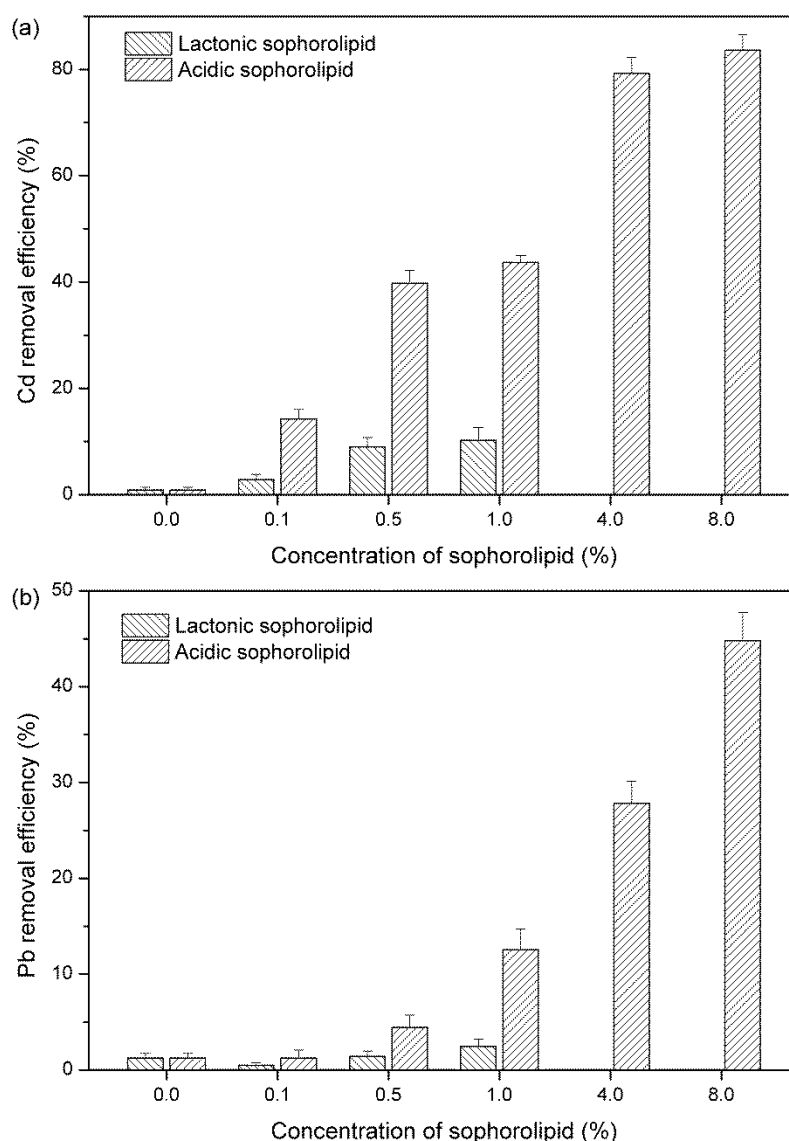 (a)
Lactonic sophorolipid
Acidic sophorolipid
Cd removal efficiency (%)
80
60
40
20
0
0.0 0.1 0.5 1.0 4.0 8.0
Concentration of sophorolipid (%)
(b)
Lactonic sophorolipid
Acidic sophorolipid
Pb removal efficiency (%)
50
40
30
20
10
0
0.0 0.1 0.5 1.0 4.0 8.0
Concentration of sophorolipid (%)